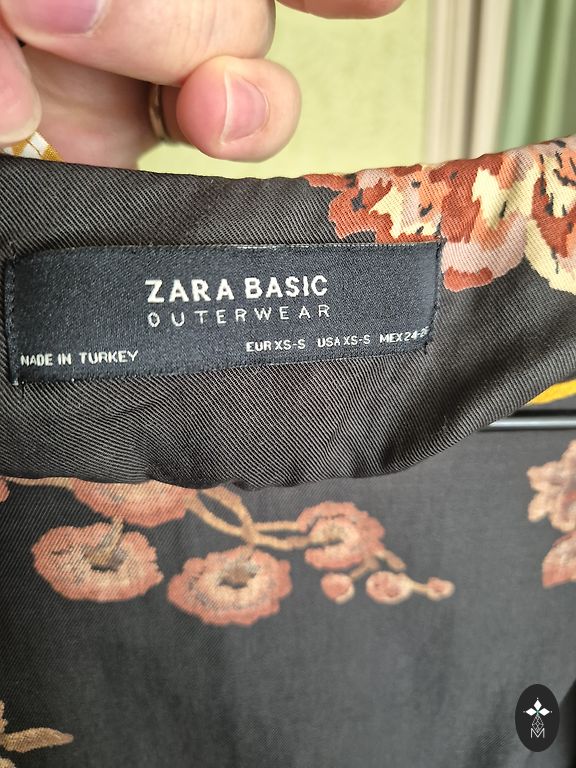 ZARA BASIC
OUTERWEAR
EUR XS-S USA XS-S MEX 24-26
MADE IN TURKEY
M